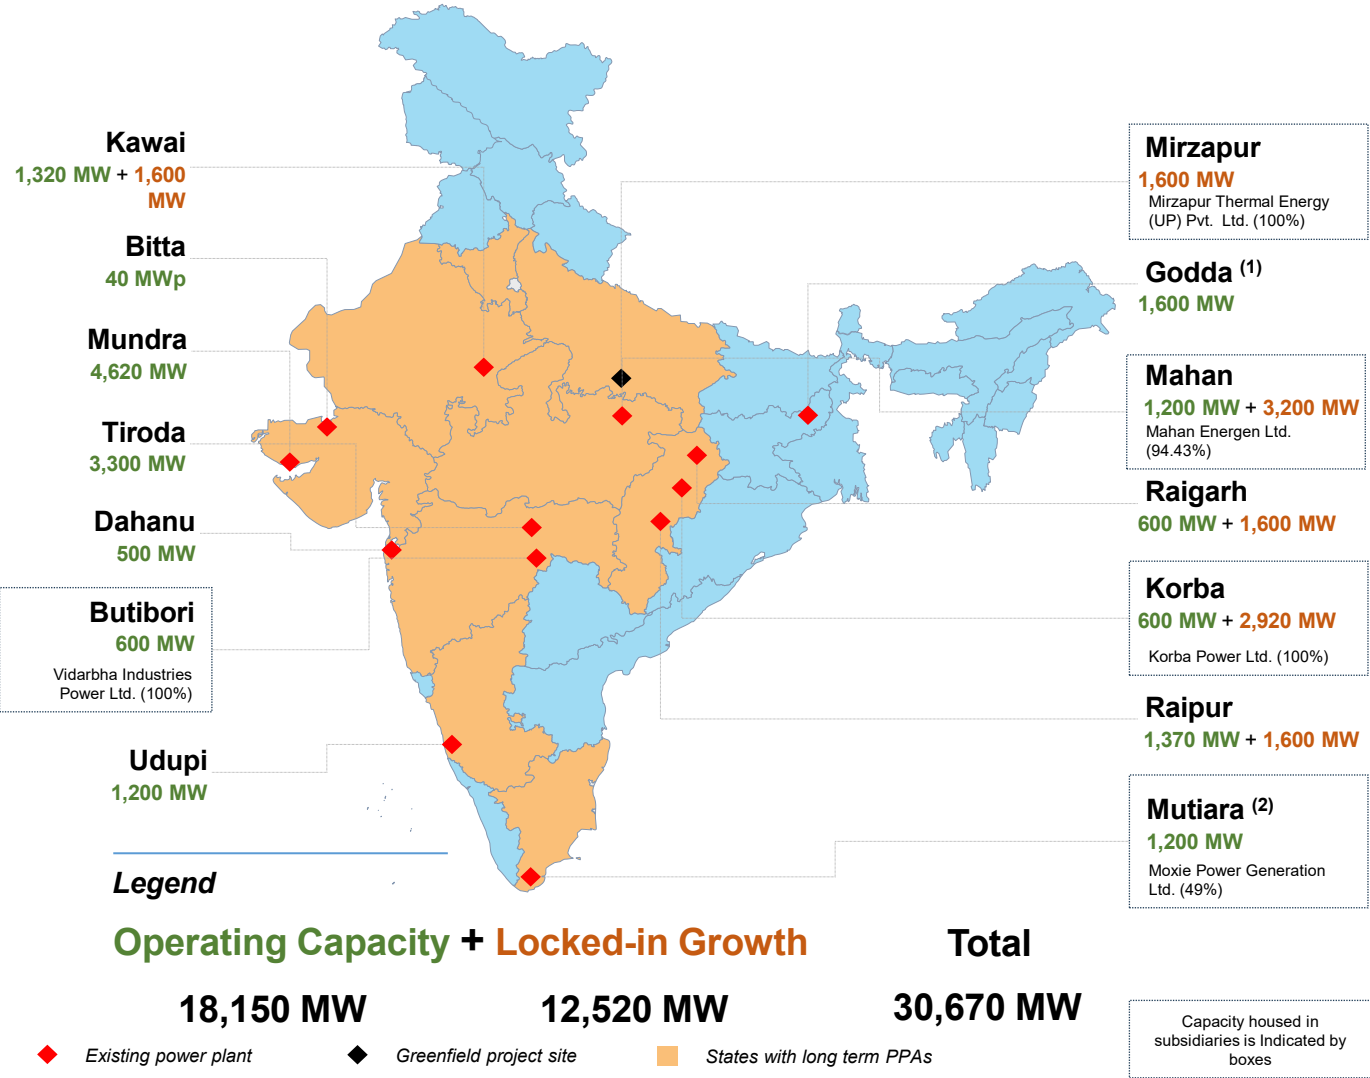 Kawai
1,320 MW + 1,600
MW
Bitta
40 MWp
Mundra
4,620 MW
Tiroda
3,300 MW
Dahanu
500 MW
Butibori
600 MW
Vidarbha Industries
Power Ltd. (100%)
Udupi
1,200 MW
Mirzapur
1,600 MW
Mirzapur Thermal Energy
(UP) Pvt. Ltd. (100%)
Godda (1)
1,600 MW
Mahan
1,200 MW + 3,200 MW
Mahan Energen Ltd.
(94.43%)
Raigarh
600 MW + 1,600 MW
Korba
600 MW + 2,920 MW
Korba Power Ltd. (100%)
Raipur
1,370 MW + 1,600 MW
Mutiara (2)
1,200 MW
Moxie Power Generation
Ltd. (49%)
Legend
Operating Capacity + Locked-in Growth Total
18,150 MW 12,520 MW 30,670 MW
Existing power plant Greenfield project site States with long term PPAs
Capacity housed in
subsidiaries is Indicated by
boxes